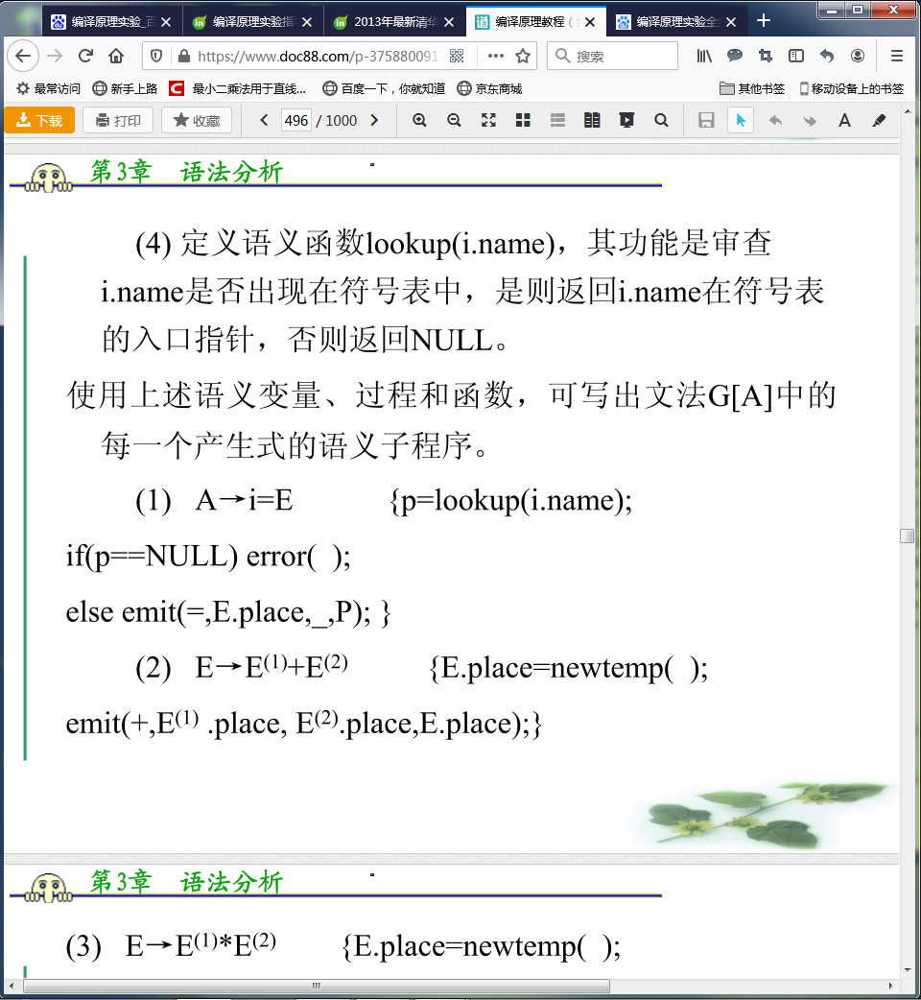 编译原理实验_百
编译原理实验指
2013年最新清华
编译原理教程（
编译原理实验全
https://www.doc88.com/p-37588009
搜索
最常访问
新手上路
最小二乘法用于直线...
百度一下，你就知道
京东商城
其他书签
移动设备上的书签
下载
打印
收藏
496 / 1000
第3章 语法分析
(4) 定义语义函数lookup(i.name)，其功能是审查
i.name是否出现在符号表中，是则返回i.name在符号表
的入口指针，否则返回NULL。
使用上述语义变量、过程和函数，可写出文法G[A]中的
每一个产生式的语义子程序。
(1) A→i=E {p=lookup(i.name);
if(p==NULL) error( );
else emit(=,E.place,_,P); }
(2) E→E⁽¹⁾+E⁽²⁾ {E.place=newtemp( );
emit(+,E⁽¹⁾ .place, E⁽²⁾.place,E.place);}
第3章 语法分析
(3) E→E⁽¹⁾*E⁽²⁾ {E.place=newtemp( );